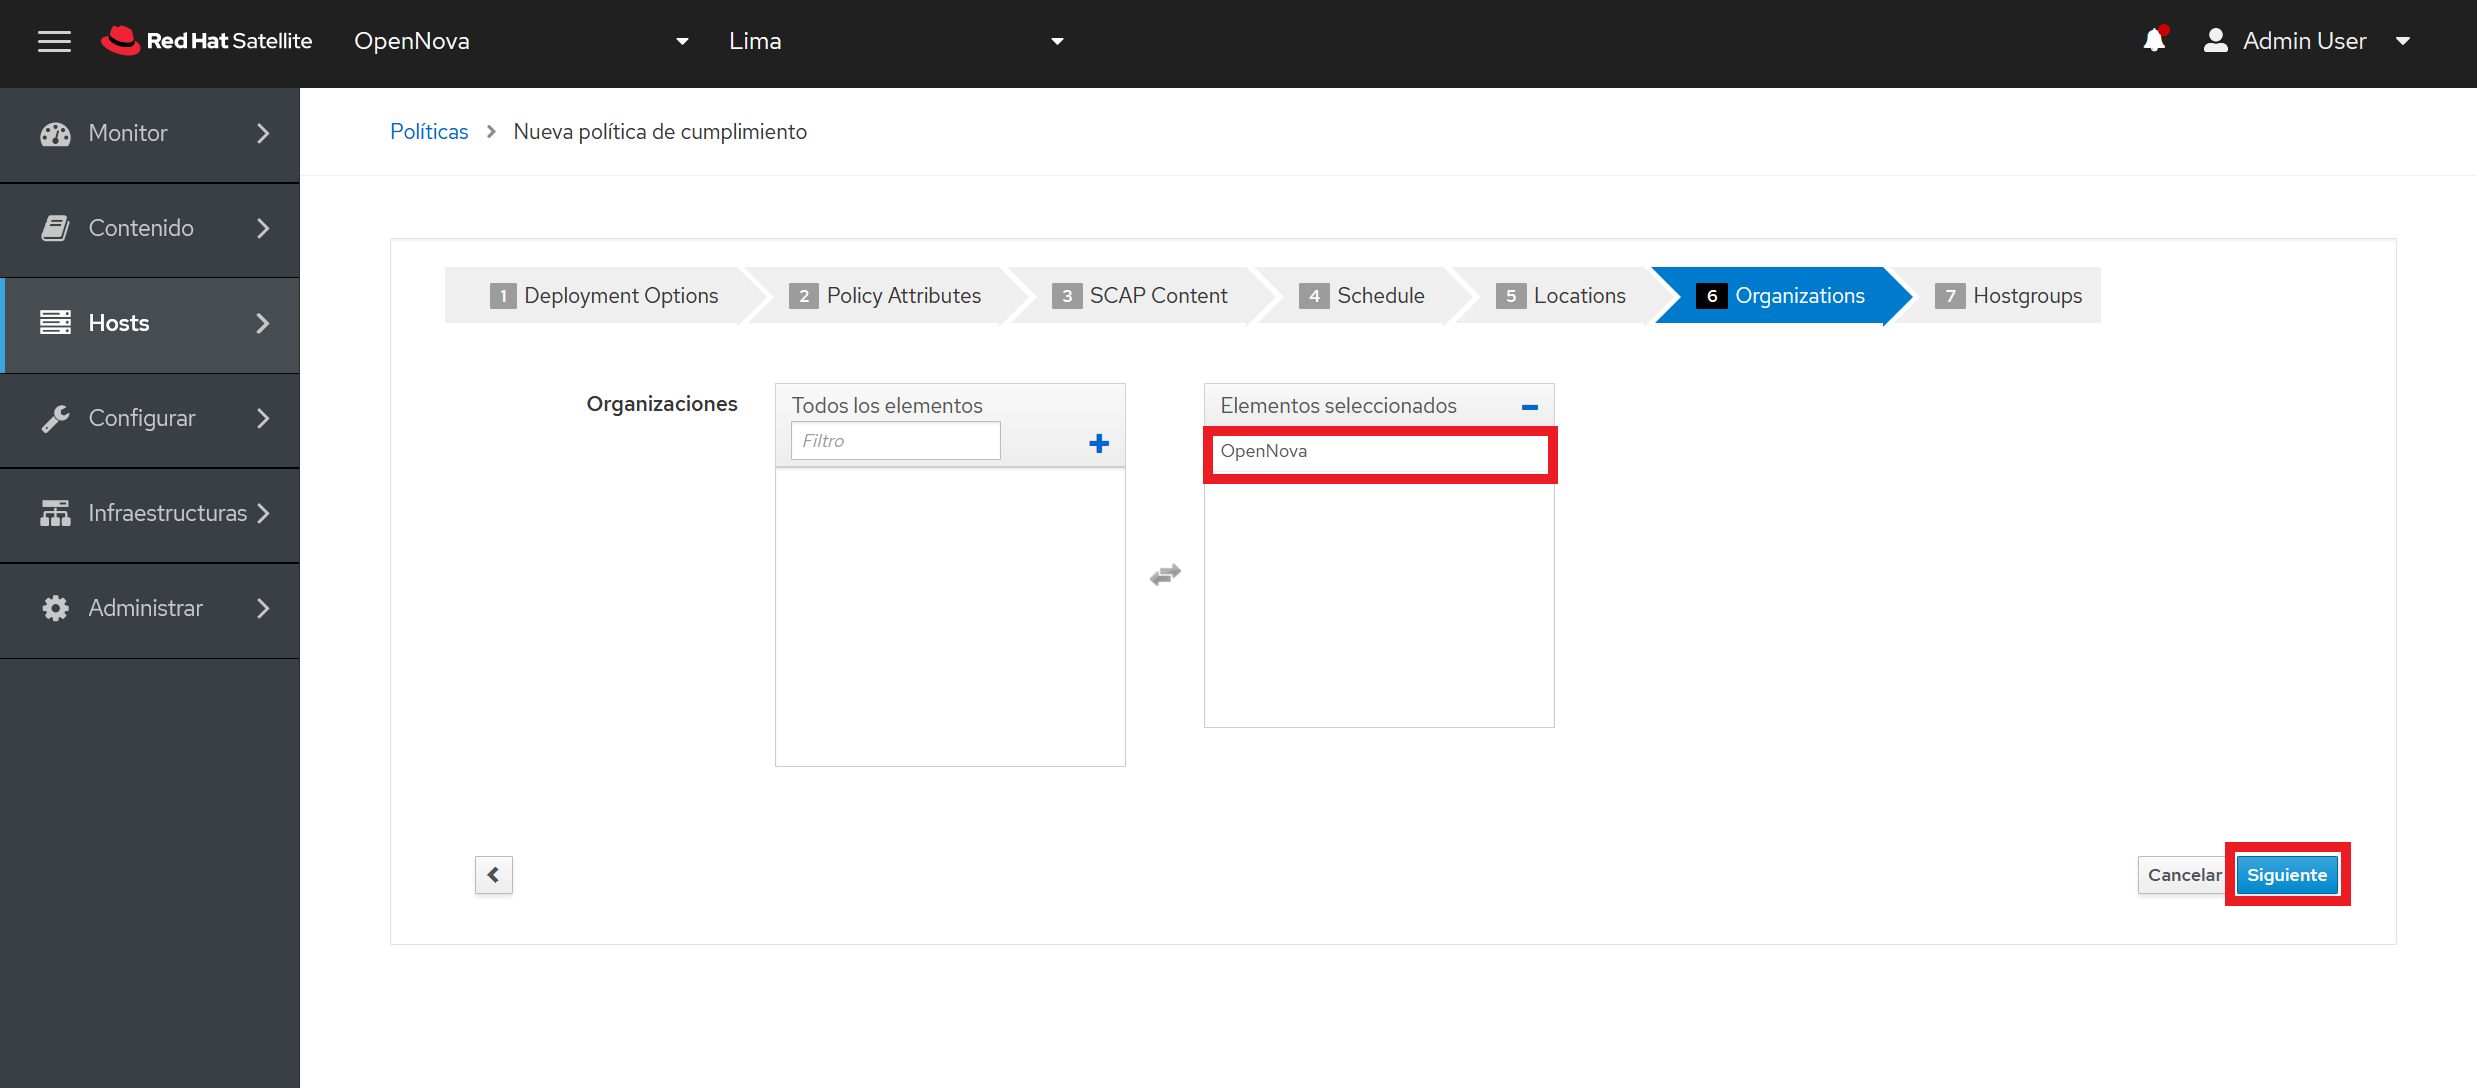 Red Hat Satellite
OpenNova
Lima
Admin User
Monitor
Contenido
Hosts
Configurar
Infraestructuras
Administrar
Políticas
Nueva política de cumplimiento
1 Deployment Options
2 Policy Attributes
3 SCAP Content
4 Schedule
5 Locations
6 Organizations
7 Hostgroups
Organizaciones
Todos los elementos
Filtro
Elementos seleccionados
OpenNova
Cancelar
Siguiente